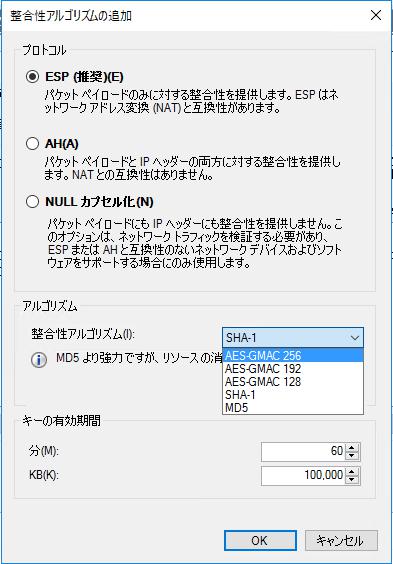 整合性アルゴリズムの追加
プロトコル
ESP (推奨)(E)
パケット ペイロードのみに対する整合性を提供します。ESP はネ
ットワーク アドレス変換 (NAT) と互換性があります。
AH(A)
パケット ペイロードと IP ヘッダーの両方に対する整合性を提供し
ます。NAT との互換性はありません。
NULL カプセル化(N)
パケット ペイロードにも IP ヘッダーにも整合性を提供しません。こ
のオプションは、ネットワーク トラフィックを検証する必要があり、
ESP または AH と互換性のないネットワーク デバイスおよびソフト
ウェアをサポートする場合にのみ使用します。
アルゴリズム
整合性アルゴリズム(I):
SHA-1
MD5 より強力ですが、リソースの消
AES-GMAC 256
AES-GMAC 192
AES-GMAC 128
SHA-1
MD5
キーの有効期間
分(M):
60
KB(K):
100,000
OK
キャンセル